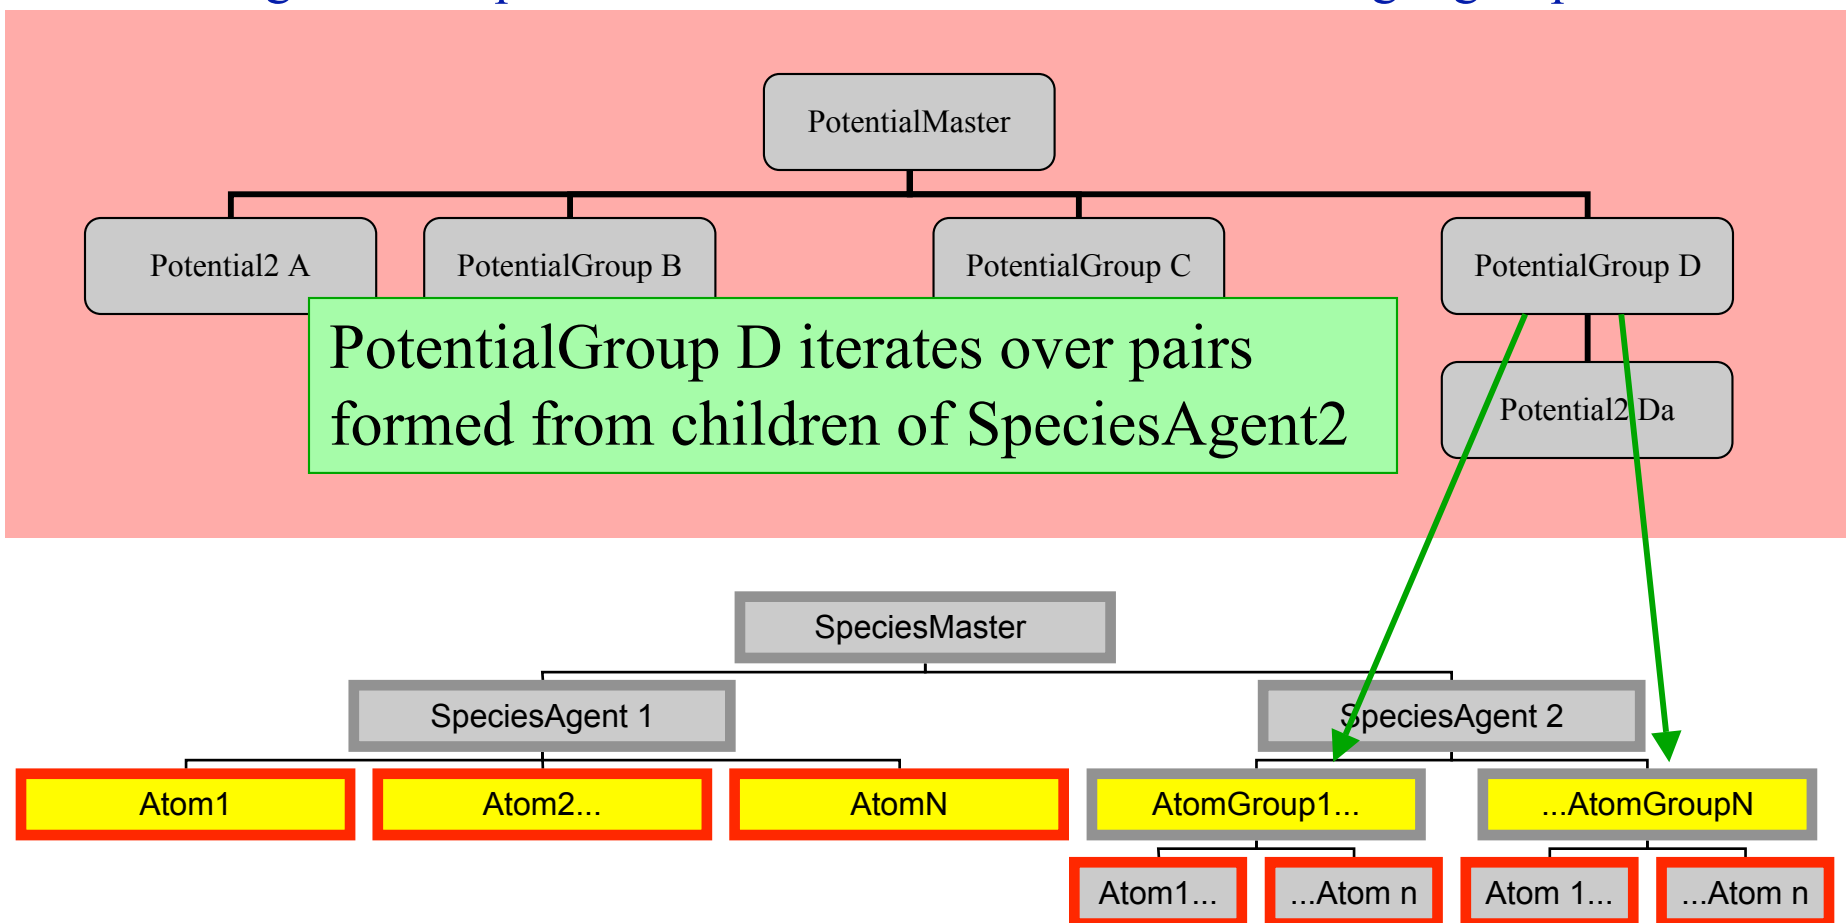 PotentialMaster
Potential2 A
PotentialGroup B
PotentialGroup C
PotentialGroup D
PotentialGroup D iterates over pairs
formed from children of SpeciesAgent2
Potential2 Da
SpeciesMaster
SpeciesAgent 1
SpeciesAgent 2
Atom1
Atom2...
AtomN
AtomGroup1...
...AtomGroupN
Atom1...
...Atom n
Atom 1...
...Atom n